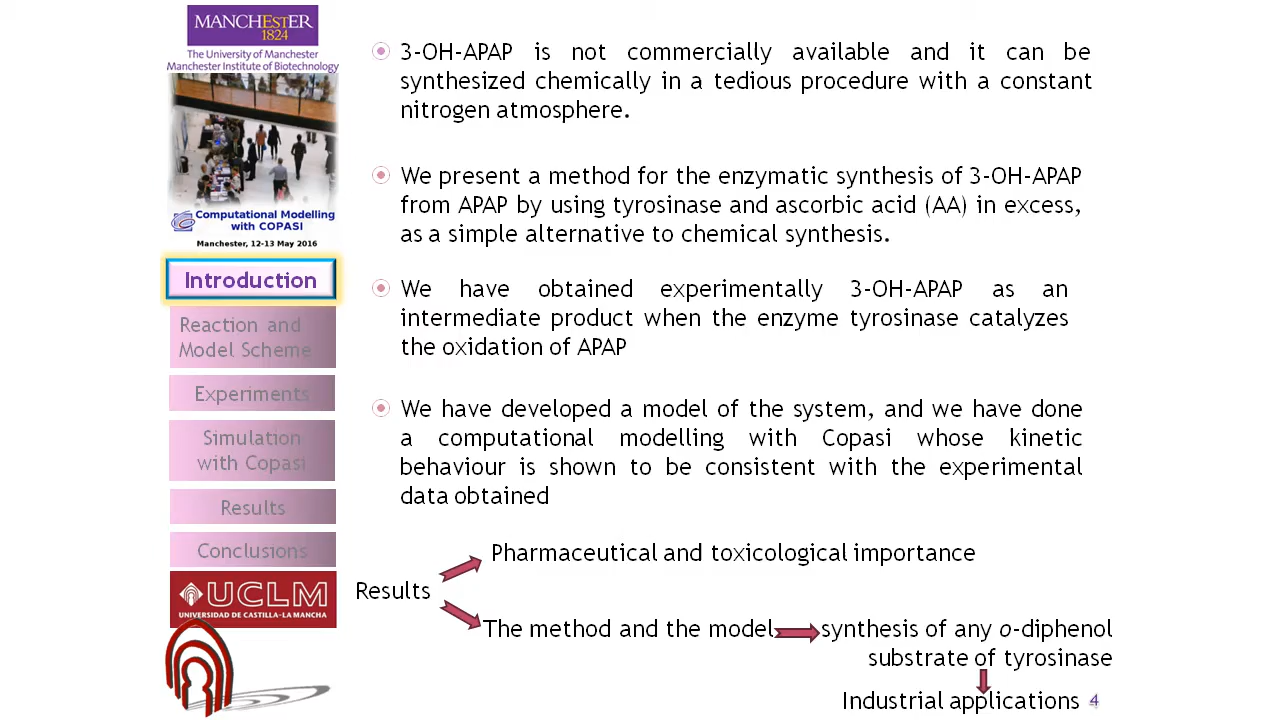 MANCHESTER
1824
The University of Manchester
Manchester Institute of Biotechnology
Computational Modelling
with COPASI
Manchester, 12-13 May 2016
Introduction
Reaction and
Model Scheme
Experiments
Simulation
with Copasi
Results
Conclusions
UCLM
UNIVERSIDAD DE CASTILLA-LA MANCHA
3-OH-APAP is not commercially available and it can be
synthesized chemically in a tedious procedure with a constant
nitrogen atmosphere.
We present a method for the enzymatic synthesis of 3-OH-APAP
from APAP by using tyrosinase and ascorbic acid (AA) in excess,
as a simple alternative to chemical synthesis.
We have obtained experimentally 3-OH-APAP as an
intermediate product when the enzyme tyrosinase catalyzes
the oxidation of APAP
We have developed a model of the system, and we have done
a computational modelling with Copasi whose kinetic
behaviour is shown to be consistent with the experimental
data obtained
Pharmaceutical and toxicological importance
Results
The method and the model
synthesis of any o-diphenol
substrate of tyrosinase
Industrial applications
4